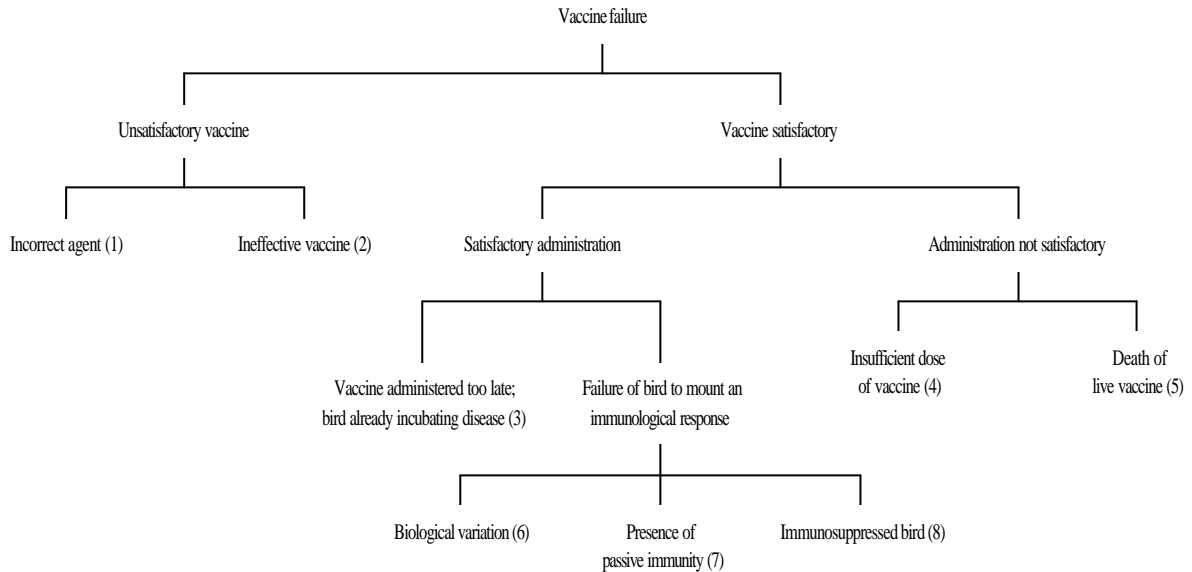 Vaccine failure
Unsatisfactory vaccine
Vaccine satisfactory
Incorrect agent (1)
Ineffective vaccine (2)
Satisfactory administration
Administration not satisfactory
Vaccine administered too late;
bird already incubating disease (3)
Failure of bird to mount an
immunological response
Insufficient dose
of vaccine (4)
Death of
live vaccine (5)
Biological variation (6)
Presence of
passive immunity (7)
Immunosuppressed bird (8)